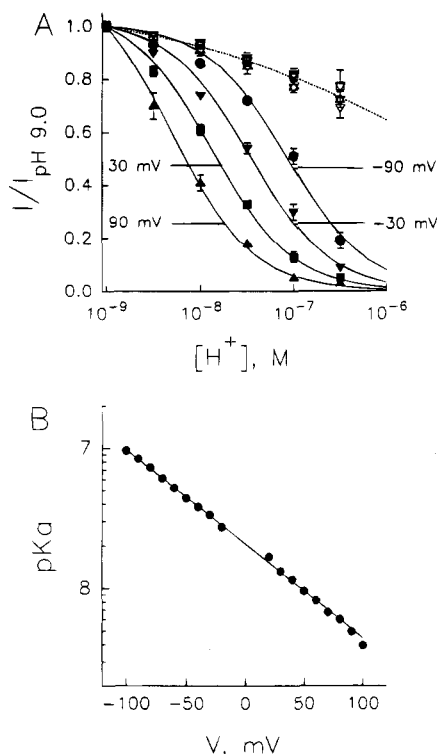 A
I/I pH 9.0
1.0
0.8
0.6
0.4
0.2
0.0
30 mV
90 mV
−90 mV
−30 mV
10⁻⁹
10⁻⁸
10⁻⁷
10⁻⁶
[H⁺], M
B
pKa
7
8
−100
−50
0
50
100
V, mV